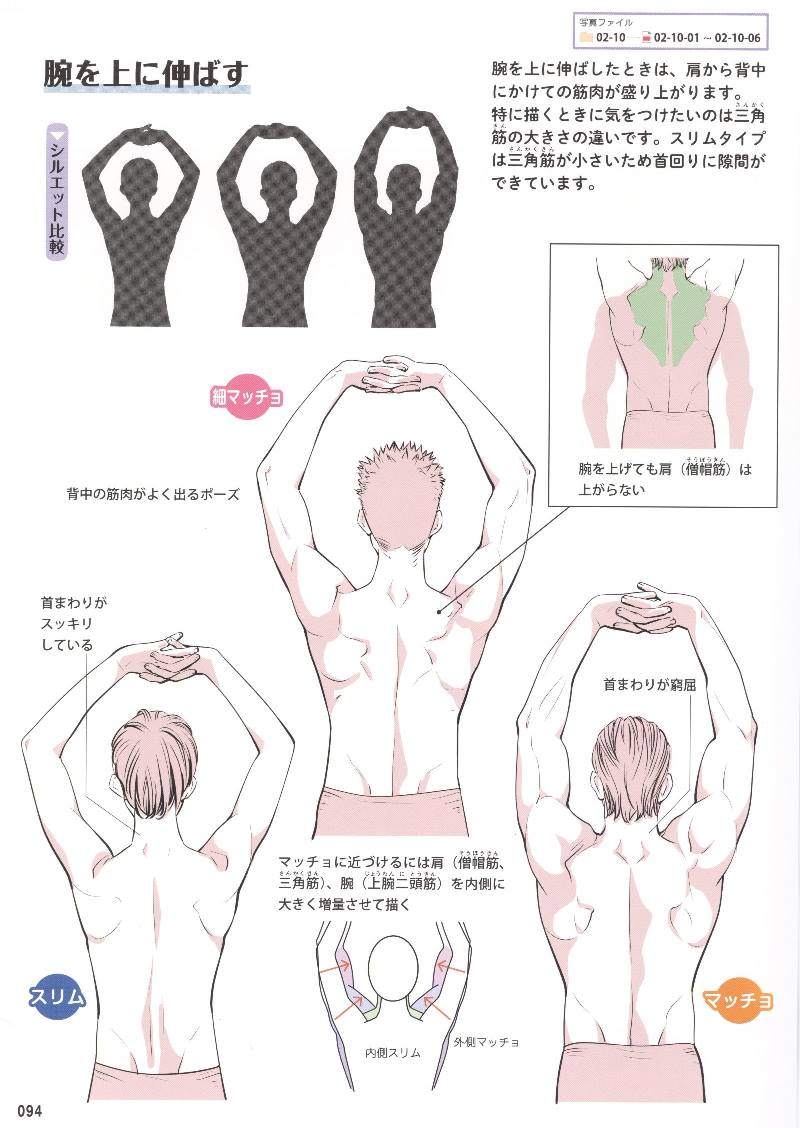 写真ファイル
02-10 02-10-01 ~ 02-10-06
腕を上に伸ばす
腕を上に伸ばしたときは、肩から背中
にかけての筋肉が盛り上がります。
特に描くときに気をつけたいのは三角
筋の大きさの違いです。スリムタイプ
は三角筋が小さいため首回りに隙間が
できています。
シルエット比較
細マッチョ
背中の筋肉がよく出るポーズ
腕を上げても肩（僧帽筋）は
上がらない
首まわりが
スッキリ
している
首まわりが窮屈
マッチョに近づけるには肩（僧帽筋、
三角筋）、腕（上腕二頭筋）を内側に
大きく増量させて描く
スリム
マッチョ
内側スリム
外側マッチョ
094